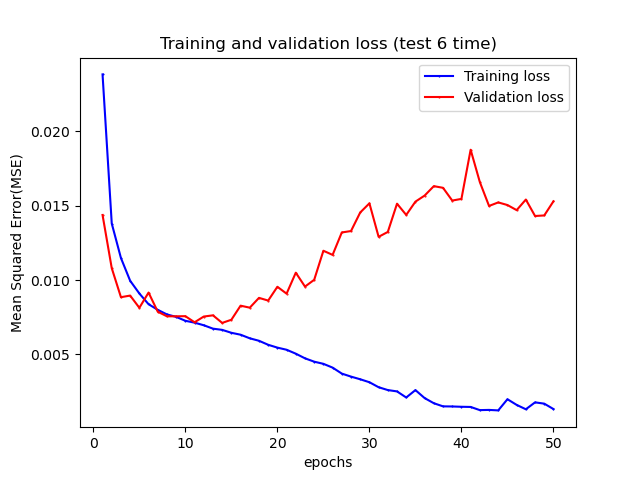 Training and validation loss (test 6 time)
Training loss
Validation loss
Mean Squared Error(MSE)
0.020
0.015
0.010
0.005
0 10 20 30 40 50
epochs